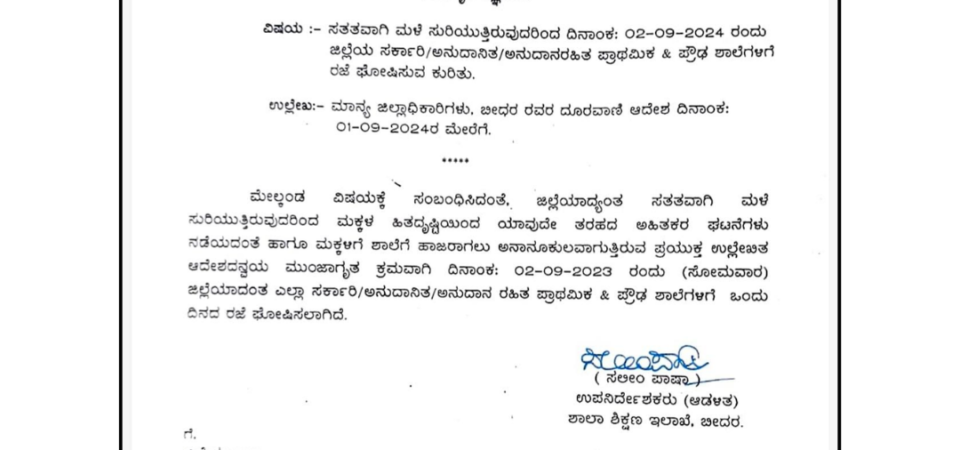 ವಿಷಯ :- ಸತತವಾಗಿ ಮಳೆ ಸುರಿಯುತ್ತಿರುವುದರಿಂದ ದಿನಾಂಕ: 02-09-2024 ರಂದು
ಜಿಲ್ಲೆಯ ಸರ್ಕಾರಿ/ಅನುದಾನಿತ/ಅನುದಾನರಹಿತ ಪ್ರಾಥಮಿಕ & ಪ್ರೌಢ ಶಾಲೆಗಳಿಗೆ
ರಜೆ ಘೋಷಿಸುವ ಕುರಿತು.
ಉಲ್ಲೇಖ:- ಮಾನ್ಯ ಜಿಲ್ಲಾಧಿಕಾರಿಗಳು, ಬೀಧರ ರವರ ದೂರವಾಣಿ ಆದೇಶ ದಿನಾಂಕ:
01-09-2024ರ ಮೇರೆಗೆ.
*****
ಮೇಲ್ಕಂಡ ವಿಷಯಕ್ಕೆ ಸಂಬಂಧಿಸಿದಂತೆ, ಜಿಲ್ಲೆಯಾದ್ಯಂತ ಸತತವಾಗಿ ಮಳೆ
ಸುರಿಯುತ್ತಿರುವುದರಿಂದ ಮಕ್ಕಳ ಹಿತದೃಷ್ಟಿಯಿಂದ ಯಾವುದೇ ತರಹದ ಅಹಿತಕರ ಘಟನೆಗಳು
ನಡೆಯದಂತೆ ಹಾಗೂ ಮಕ್ಕಳಿಗೆ ಶಾಲೆಗೆ ಹಾಜರಾಗಲು ಅನಾನೂಕುಲವಾಗುತ್ತಿರುವ ಪ್ರಯುಕ್ತ ಉಲ್ಲೇಖಿತ
ಆದೇಶದನ್ವಯ ಮುಂಜಾಗೃತ ಕ್ರಮವಾಗಿ ದಿನಾಂಕ: 02-09-2023 ರಂದು (ಸೋಮವಾರ)
ಜಿಲ್ಲೆಯಾದಂತ ಎಲ್ಲಾ ಸರ್ಕಾರಿ/ಅನುದಾನಿತ/ಅನುದಾನ ರಹಿತ ಪ್ರಾಥಮಿಕ & ಪ್ರೌಢ ಶಾಲೆಗಳಿಗೆ ಒಂದು
ದಿನದ ರಜೆ ಘೋಷಿಸಲಾಗಿದೆ.
( ಸಲೀಂ ಪಾಷಾ )
ಉಪನಿರ್ದೇಶಕರು (ಆಡಳಿತ)
ಶಾಲಾ ಶಿಕ್ಷಣ ಇಲಾಖೆ, ಬೀದರ.
ಗೆ,